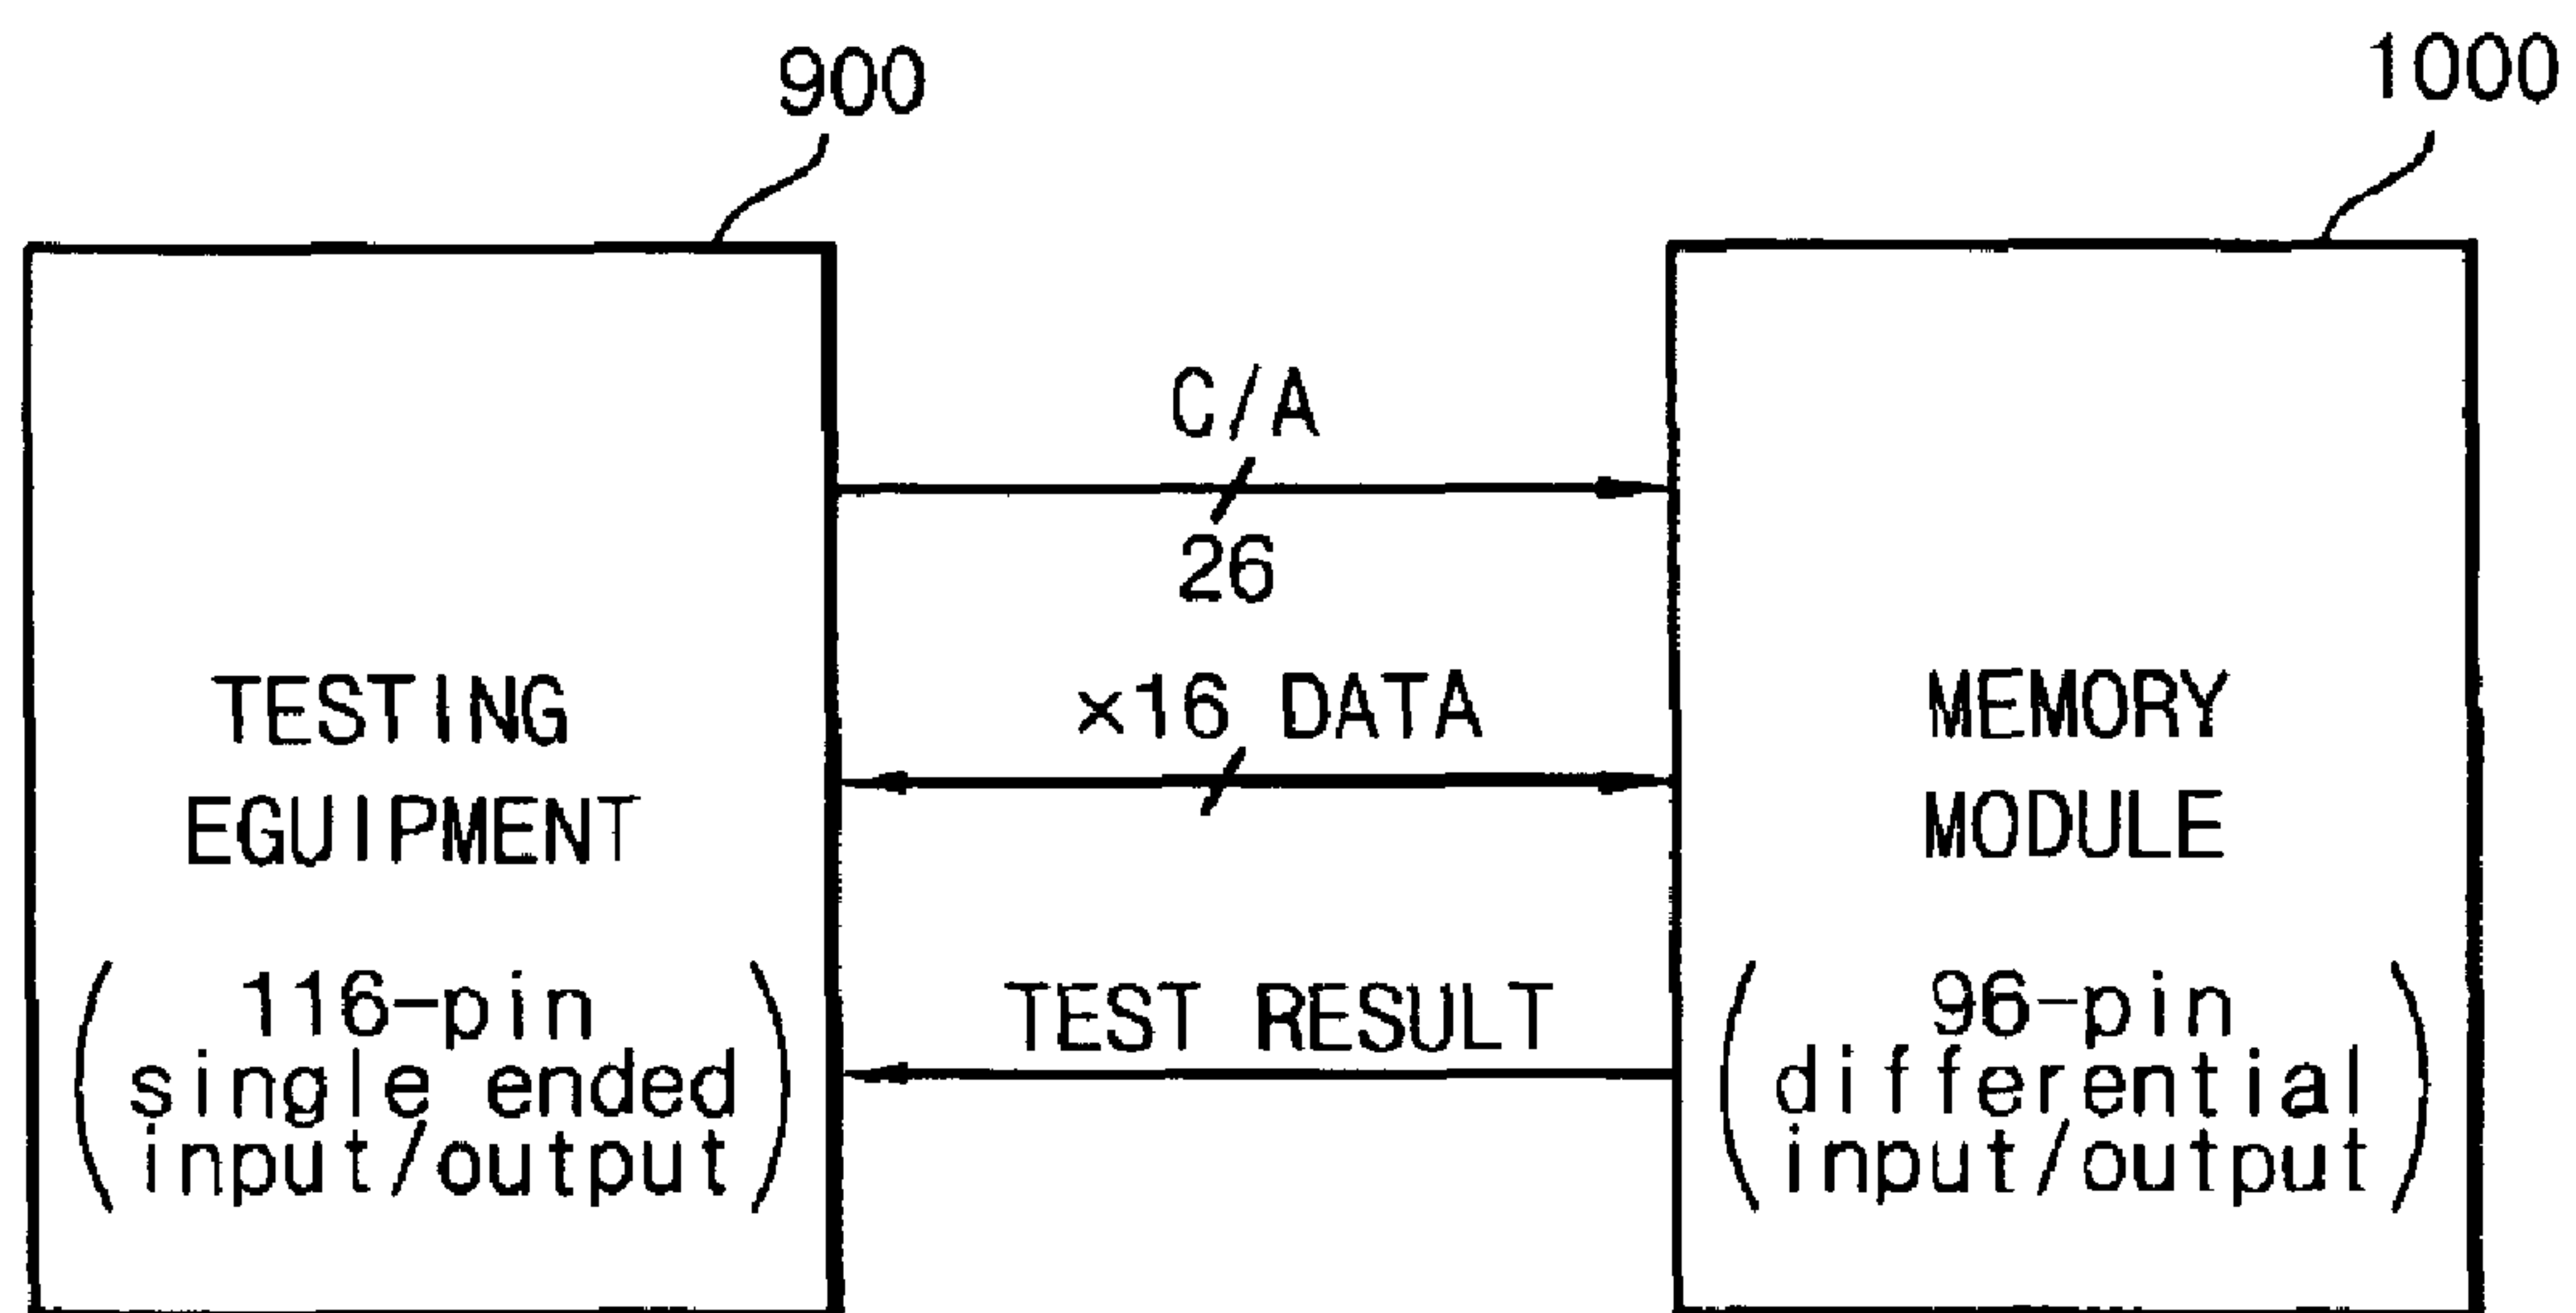 900
1000
C/A
26
TESTING
EGUIPMENT
×16 DATA
MEMORY
MODULE
TEST RESULT
116-pin
single ended
input/output
96-pin
differential
input/output